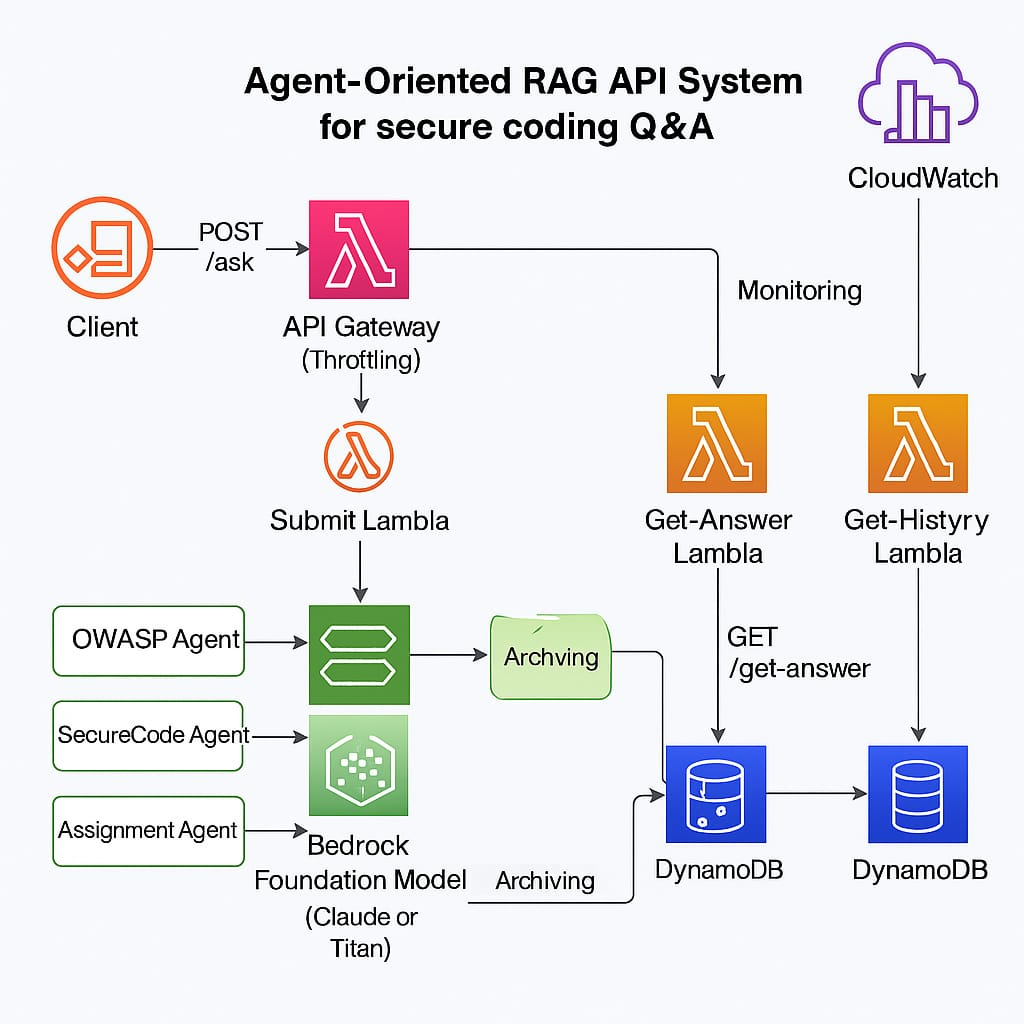 Agent-Oriented RAG API System
for secure coding Q&A
CloudWatch
POST
/ask
Client
API Gateway
(Throftling)
Monitoring
Submit Lambla
Get-Answer
Lambla
Get-Histyry
Lambla
OWASP Agent
Archving
GET
/get-answer
SecureCode Agent
Assignment Agent
Bedrock
Foundation Model
(Claude or
Titan)
Archiving
DynamoDB
DynamoDB